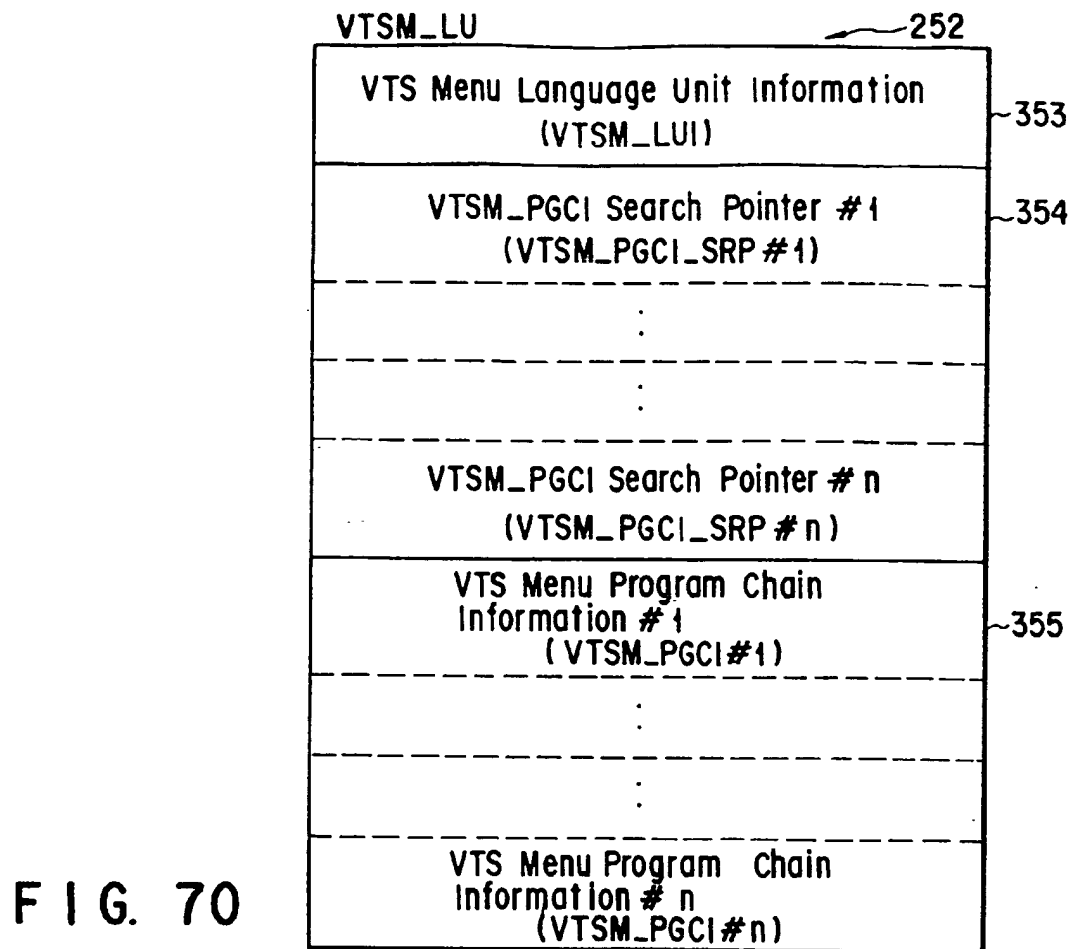 VTSM_LU
252
VTS Menu Language Unit Information
(VTSM_LUI)
353
VTSM_PGCI Search Pointer #1
(VTSM_PGCI_SRP#1)
354
VTSM_PGCI Search Pointer #n
(VTSM_PGCI_SRP#n)
VTS Menu Program Chain
Information #1
(VTSM_PGCI#1)
355
VTS Menu Program Chain
Information #n
(VTSM_PGCI#n)
FIG. 70